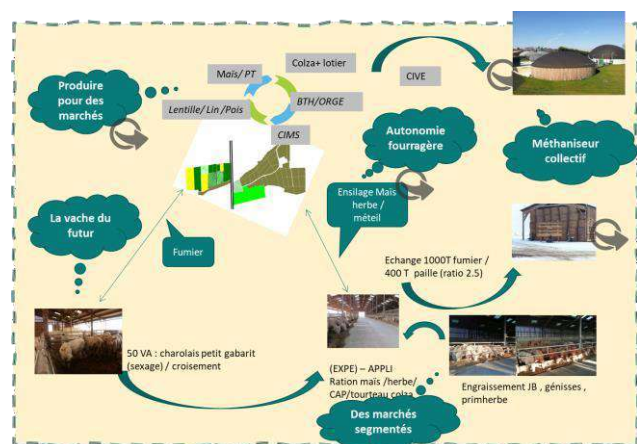 Produire
pour des
marchés
Maïs/ PT
Colza+ lotier
Lentille/ Lin /Pois
BTH/ORGE
CIMS
CIVE
Autonomie
fourragère
Méthaniseur
collectif
La vache du
futur
Fumier
Ensilage Maïs
herbe /
méteil
Echange 1000T fumier /
400 T paille (ratio 2.5)
50 VA : charolais petit gabarit
(sexage) / croisement
(EXPE) – APPLI
Ration maïs /herbe/
CAP/tourteau colza
Engraissement JB , génisses ,
primherbe
Des marchés
segmentés